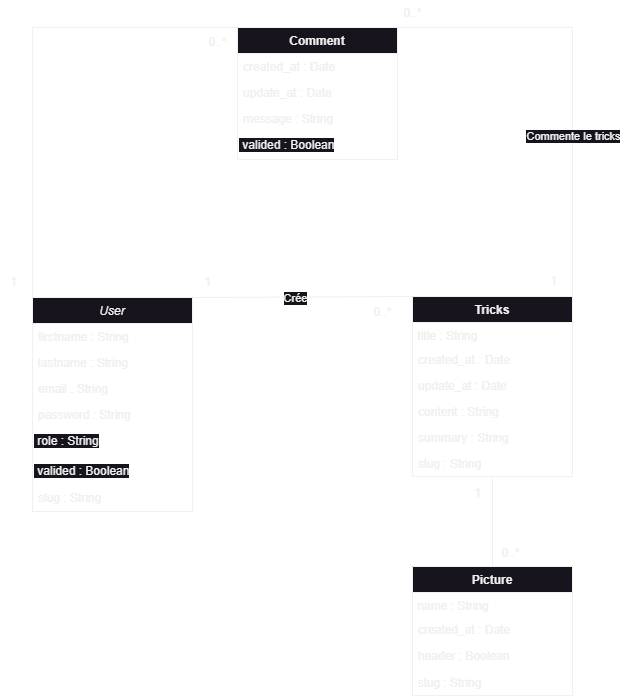 0..*
0..*
Comment
created_at : Date
update_at : Date
message : String
valided : Boolean
Commente le tricks
1
1
1
Crée
0..*
User
firstname : String
lastname : String
email : String
password : String
role : String
valided : Boolean
slug : String
Tricks
title : String
created_at : Date
update_at : Date
content : String
summary : String
slug : String
1
0..*
Picture
name : String
created_at : Date
header : Boolean
slug : String